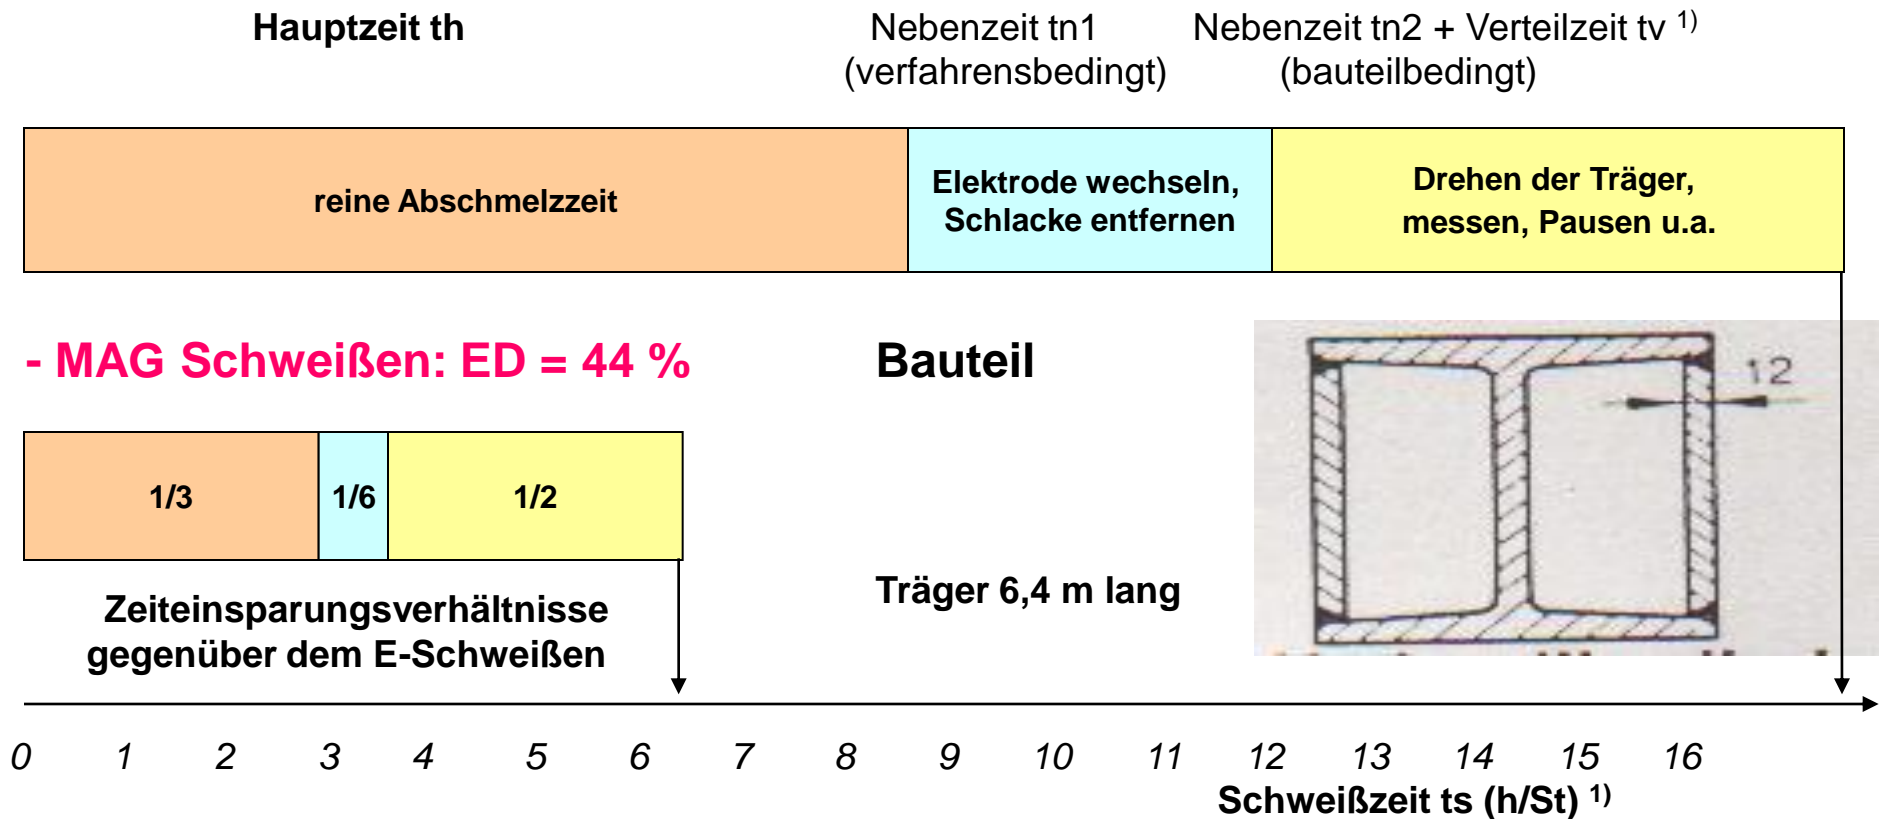 Hauptzeit th
Nebenzeit tn1
(verfahrensbedingt)
Nebenzeit tn2 + Verteilzeit tv 1)
(bauteilbedingt)
reine Abschmelzzeit
Elektrode wechseln,
Schlacke entfernen
Drehen der Träger,
messen, Pausen u.a.
- MAG Schweißen: ED = 44 %
Bauteil
12
1/3 1/6 1/2
Träger 6,4 m lang
Zeiteinsparungsverhältnisse
gegenüber dem E-Schweißen
0 1 2 3 4 5 6 7 8 9 10 11 12 13 14 15 16
Schweißzeit ts (h/St) 1)